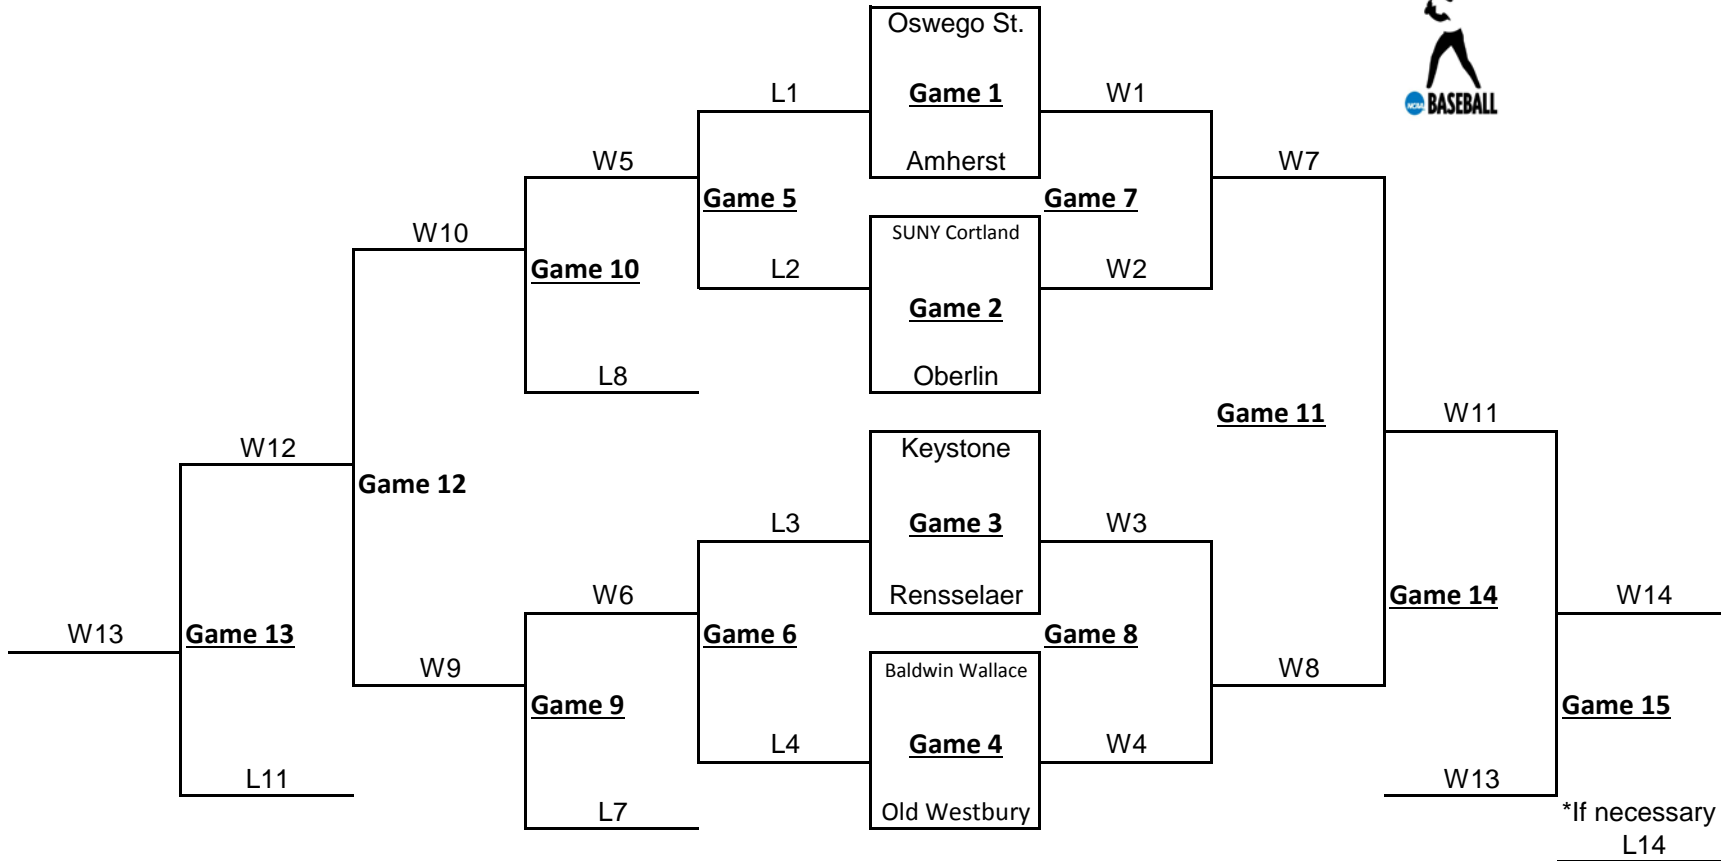 Oswego St.
L1
Game 1
W1
NCAA BASEBALL
W5
Amherst
W7
Game 5
Game 7
W10
SUNY Cortland
Game 10
L2
W2
Game 2
L8
Oberlin
Game 11
W11
W12
Keystone
Game 12
L3
Game 3
W3
W6
Rensselaer
Game 14
W14
W13
Game 13
Game 6
Game 8
W9
Baldwin Wallace
W8
Game 9
Game 15
L4
Game 4
W4
L11
W13
L7
Old Westbury
*If necessary
L14